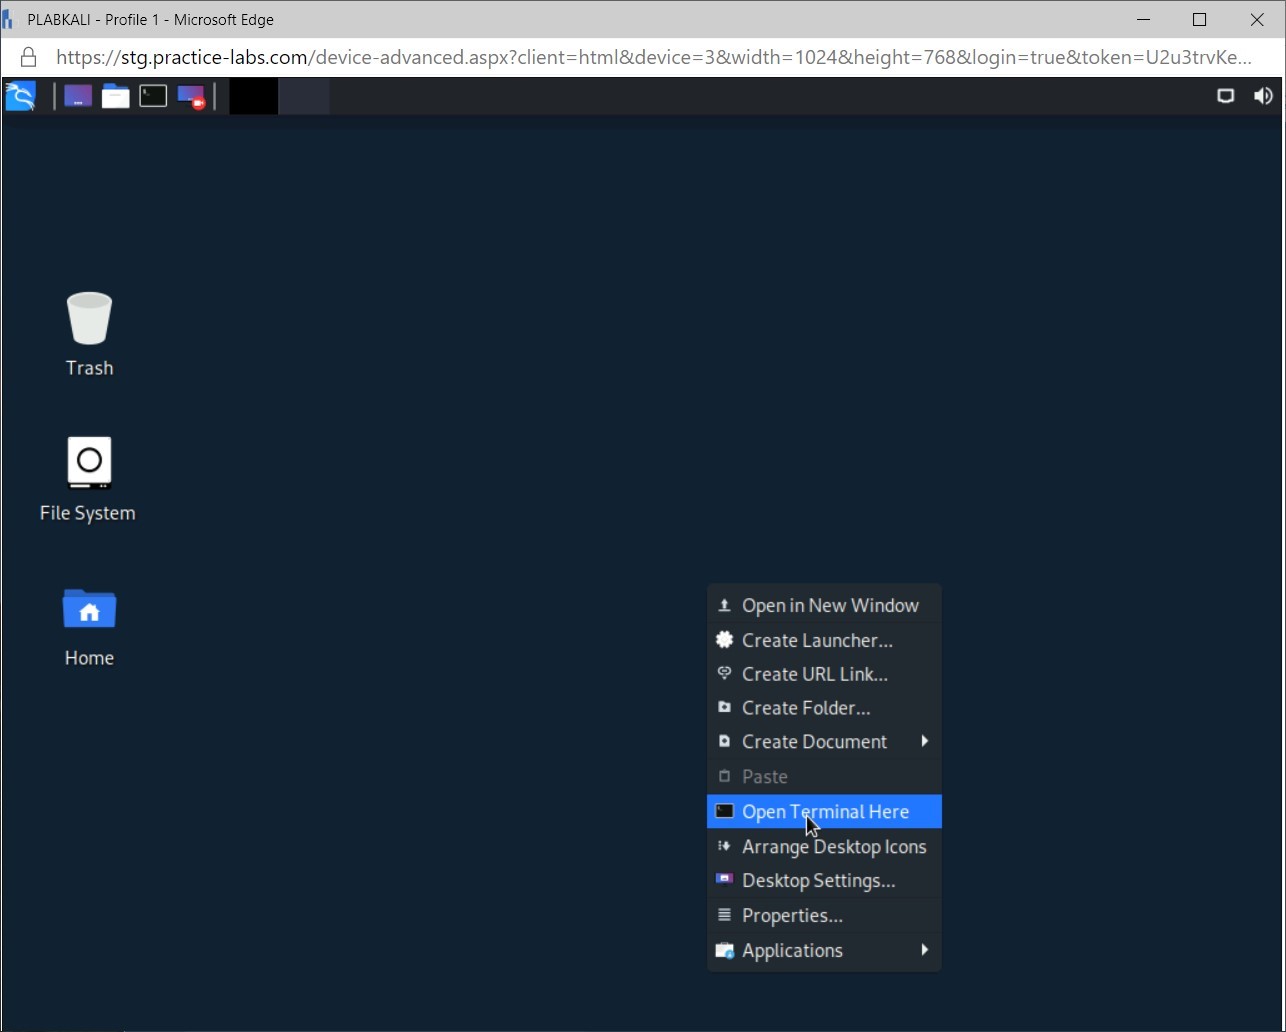 PLABKALI - Profile 1 - Microsoft Edge
https://stg.practice-labs.com/device-advanced.aspx?client=html&device=3&width=1024&height=768&login=true&token=U2u3trvKe...
Trash
File System
Home
Open in New Window
Create Launcher...
Create URL Link...
Create Folder...
Create Document
Paste
Open Terminal Here
Arrange Desktop Icons
Desktop Settings...
Properties...
Applications